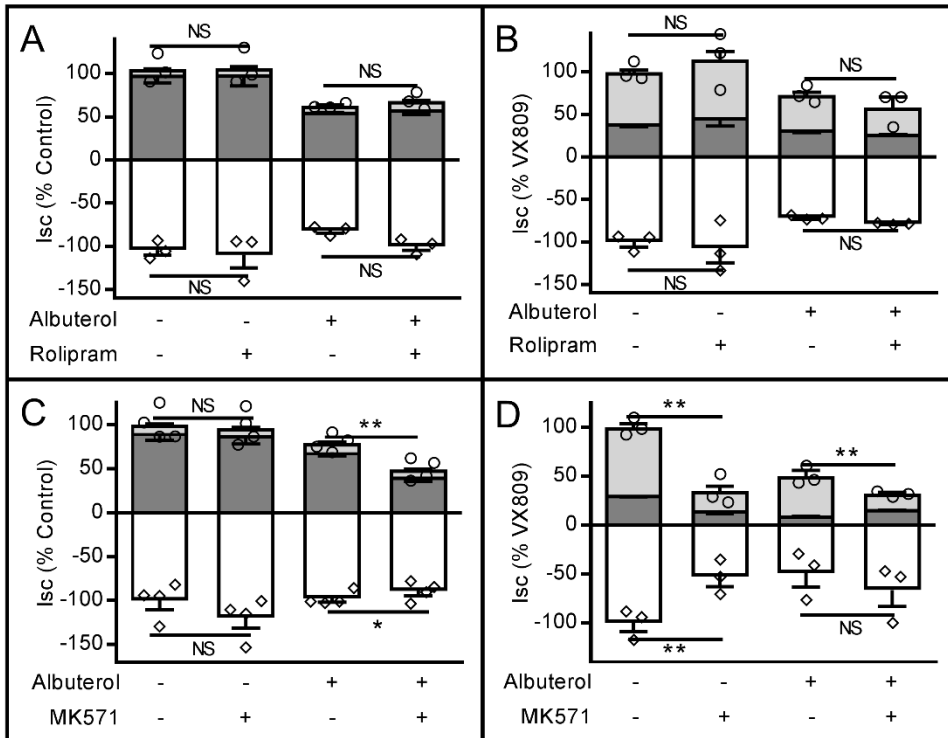 A
NS
NS
100
50
0
-50
-100
-150
Isc (% Control)
NS
NS
Albuterol - - + +
Rolipram - + - +
B
NS
NS
100
50
0
-50
-100
-150
Isc (% VX809)
NS
NS
Albuterol - - + +
Rolipram - + - +
C
NS
**
100
50
0
-50
-100
-150
Isc (% Control)
NS
*
Albuterol - - + +
MK571 - + - +
D
**
**
100
50
0
-50
-100
Isc (% VX809)
**
NS
Albuterol - - + +
MK571 - + - +